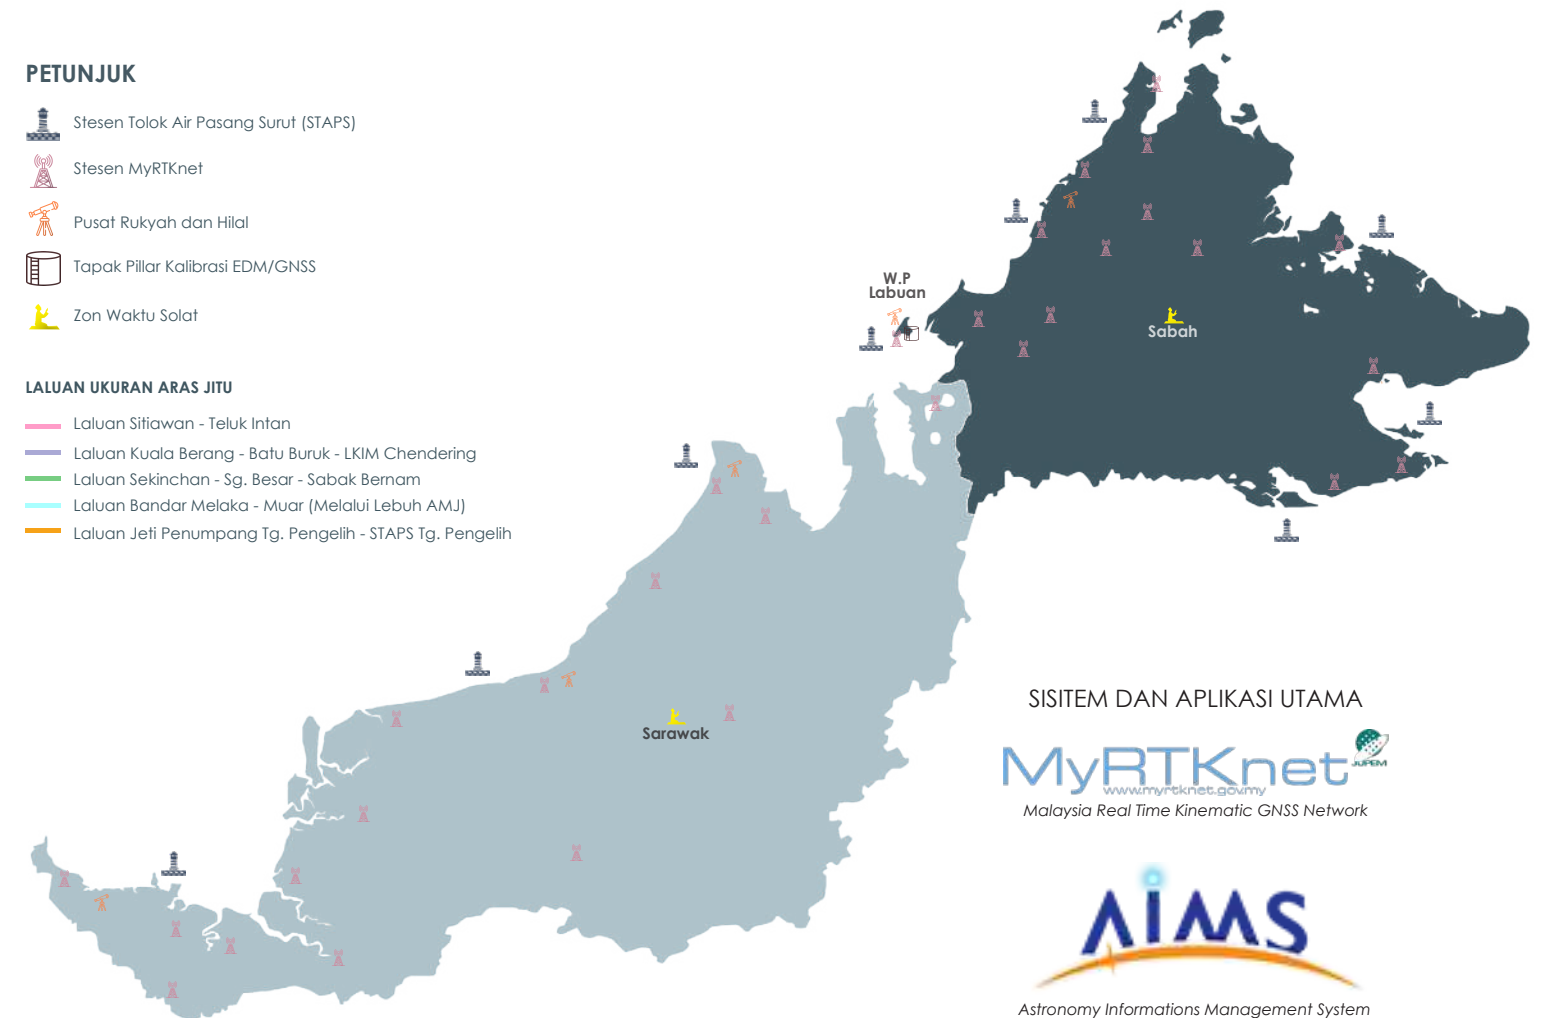 PETUNJUK
Stesen Tolok Air Pasang Surut (STAPS)
Stesen MyRTKnet
Pusat Rukyah dan Hilal
Tapak Pillar Kalibrasi EDM/GNSS
Zon Waktu Solat
LALUAN UKURAN ARAS JITU
Laluan Sitiawan - Teluk Intan
Laluan Kuala Berang - Batu Buruk - LKIM Chendering
Laluan Sekinchan - Sg. Besar - Sabak Bernam
Laluan Bandar Melaka - Muar (Melalui Lebuh AMJ)
Laluan Jeti Penumpang Tg. Pengelih - STAPS Tg. Pengelih
W.P
Labuan
Sabah
Sarawak
SISITEM DAN APLIKASI UTAMA
MyRTKnet
JUPEM
www.myrtknet.gov.my
Malaysia Real Time Kinematic GNSS Network
AIMS
Astronomy Informations Management System